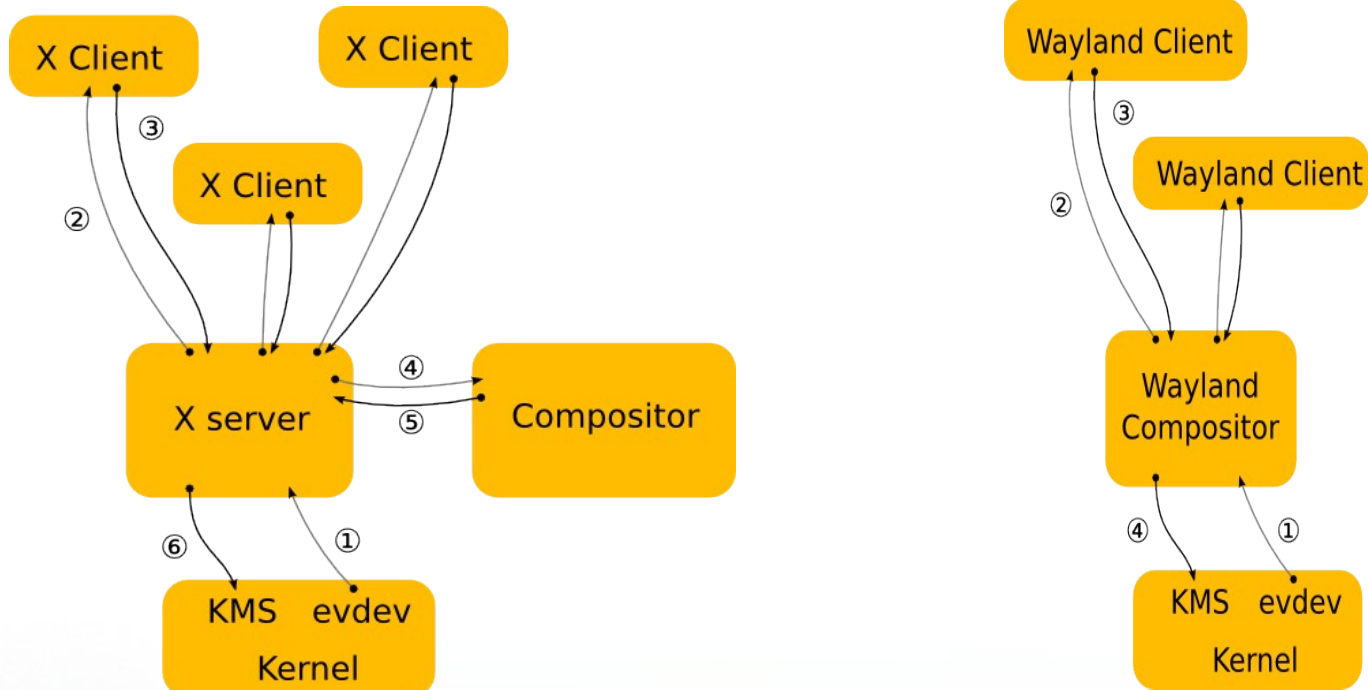 X Client
X Client
③
X Client
②
X server
④
⑤
Compositor
⑥
①
KMS evdev
Kernel
Wayland Client
③
Wayland Client
②
Wayland
Compositor
④
①
KMS evdev
Kernel